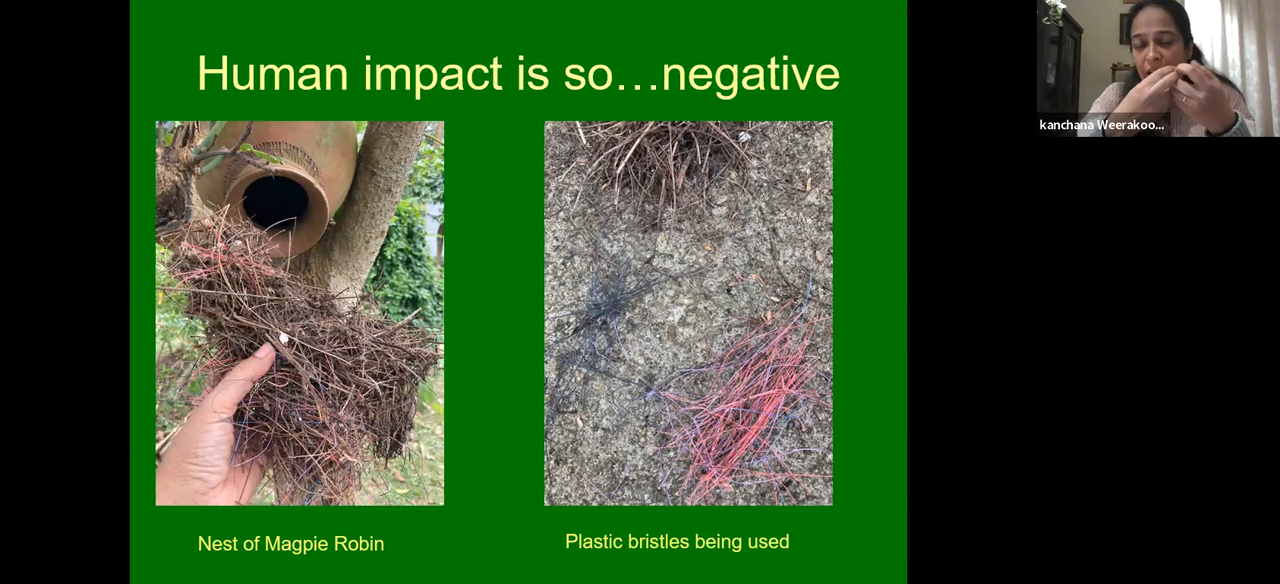 Human impact is so…negative
kanchana Weerakoo...
Nest of Magpie Robin
Plastic bristles being used